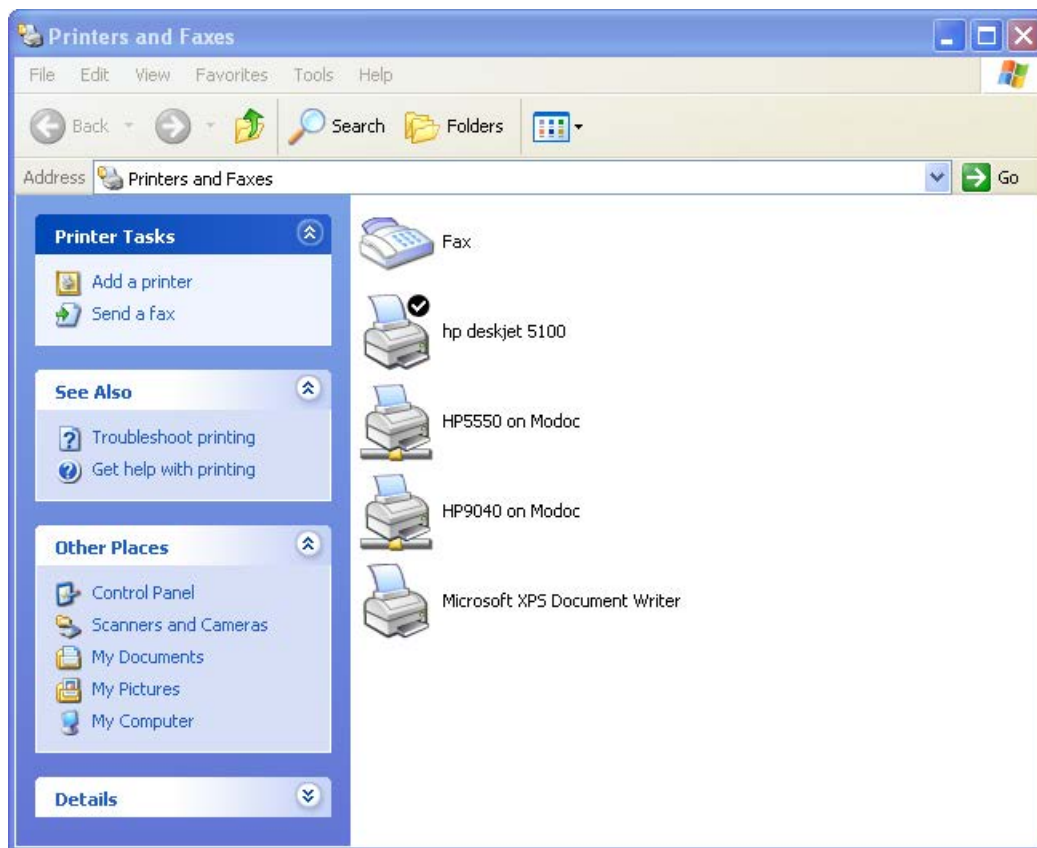 Printers and Faxes
File Edit View Favorites Tools Help
Back Search Folders
Address Printers and Faxes Go
Printer Tasks
Add a printer
Send a fax
See Also
Troubleshoot printing
Get help with printing
Other Places
Control Panel
Scanners and Cameras
My Documents
My Pictures
My Computer
Details
Fax
hp deskjet 5100
HP5550 on Modoc
HP9040 on Modoc
Microsoft XPS Document Writer